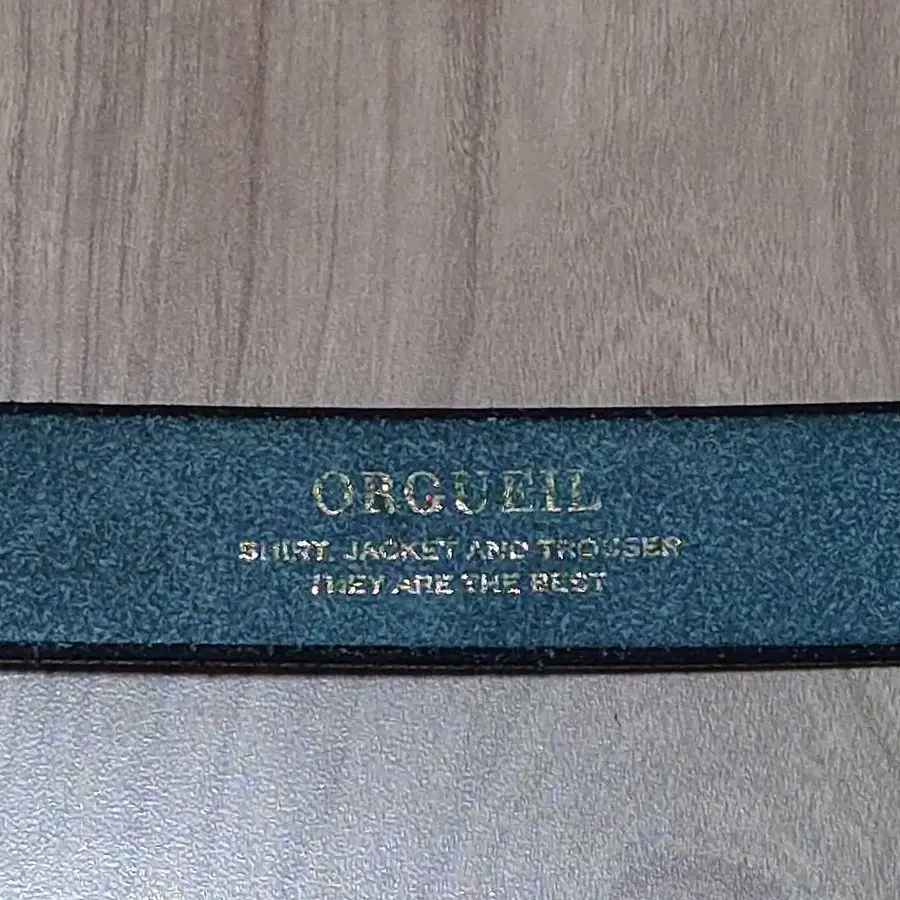 ORGUEIL
SHIRT, JACKET AND TROUSER
THEY ARE THE BEST